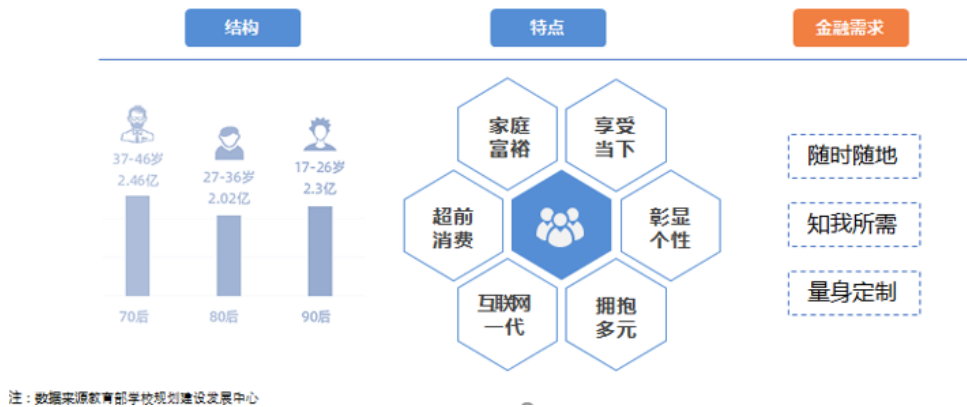 结构
特点
金融需求
37-46岁
2.46亿
27-36岁
2.02亿
17-26岁
2.3亿
70后
80后
90后
家庭
富裕
享受
当下
超前
消费
彰显
个性
互联网
一代
拥抱
多元
随时随地
知我所需
量身定制
注：数据来源教育部学校规划建设发展中心